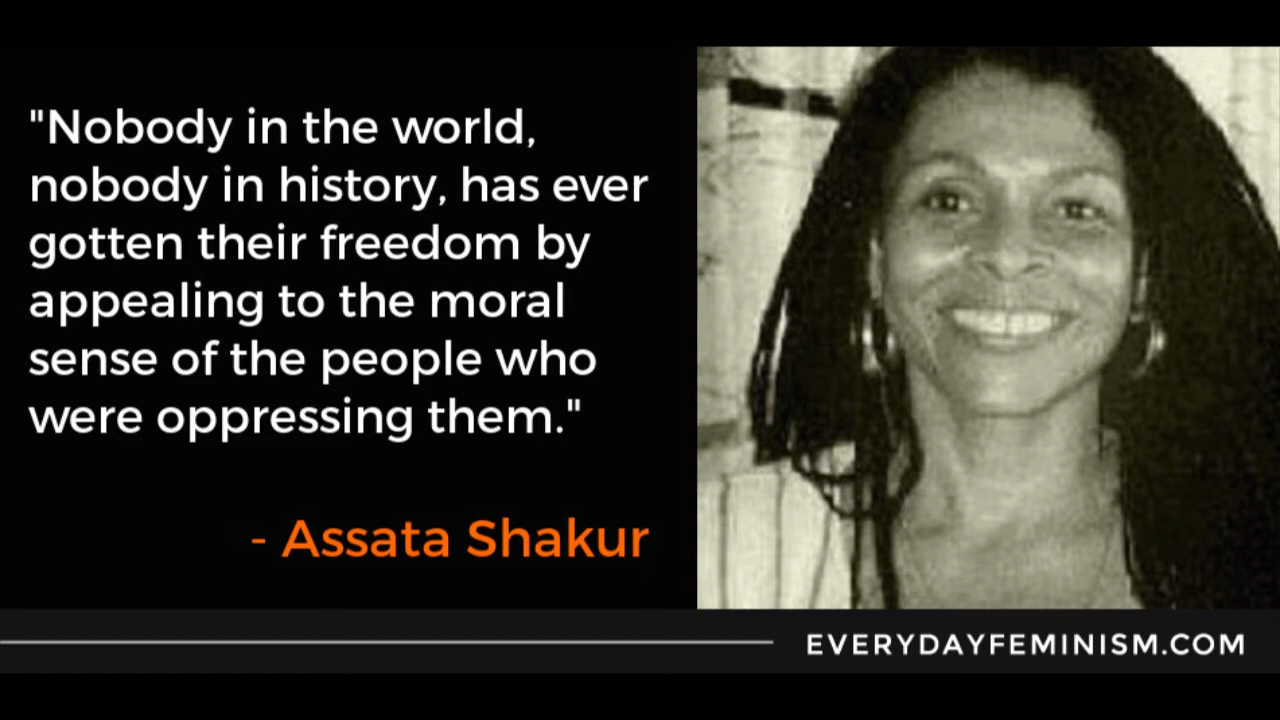 "Nobody in the world,
nobody in history, has ever
gotten their freedom by
appealing to the moral
sense of the people who
were oppressing them."
- Assata Shakur
EVERYDAYFEMINISM.COM